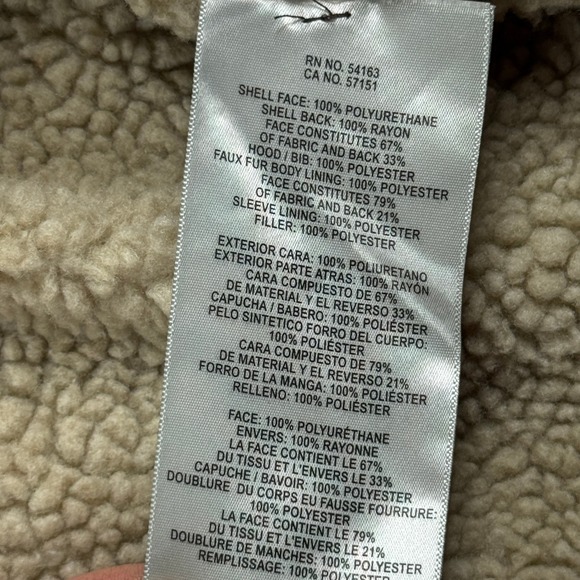 RN NO. 54163
CA NO. 57151
SHELL FACE: 100% POLYURETHANE
SHELL BACK: 100% RAYON
FACE CONSTITUTES 67%
OF FABRIC AND BACK 33%
HOOD / BIB: 100% POLYESTER
FAUX FUR BODY LINING: 100% POLYESTER
FACE CONSTITUTES 79%
OF FABRIC AND BACK 21%
SLEEVE LINING: 100% POLYESTER
FILLER: 100% POLYESTER
EXTERIOR CARA: 100% POLIURETANO
EXTERIOR PARTE ATRAS: 100% RAYÓN
CARA COMPUESTO DE 67%
DE MATERIAL Y EL REVERSO 33%
CAPUCHA / BABERO: 100% POLIÉSTER
PELO SINTETICO FORRO DEL CUERPO:
100% POLIÉSTER
CARA COMPUESTO DE 79%
DE MATERIAL Y EL REVERSO 21%
FORRO DE LA MANGA: 100% POLIÉSTER
RELLENO: 100% POLIÉSTER
FACE: 100% POLYURÉTHANE
ENVERS: 100% RAYONNE
LA FACE CONTIENT LE 67%
DU TISSU ET L'ENVERS LE 33%
CAPUCHE / BAVOIR: 100% POLYESTER
DOUBLURE DU CORPS EU FAUSSE FOURRURE:
100% POLYESTER
LA FACE CONTIENT LE 79%
DU TISSU ET L'ENVERS LE 21%
DOUBLURE DE MANCHES: 100% POLYESTER
REMPLISSAGE: 100% POLYESTER